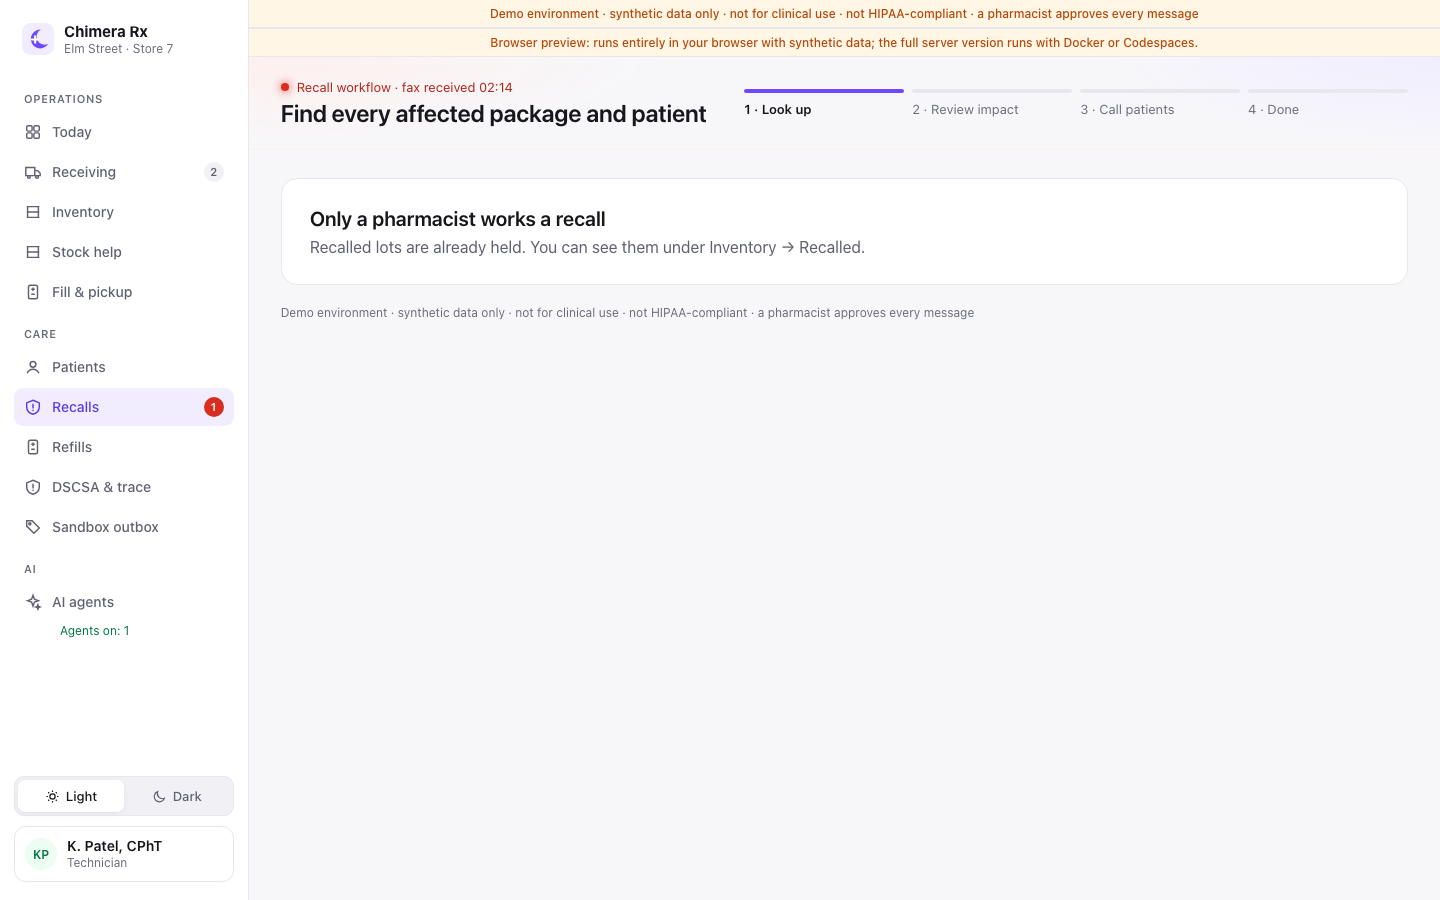 Chimera Rx
Elm Street · Store 7
OPERATIONS
Today
Receiving 2
Inventory
Stock help
Fill & pickup
CARE
Patients
Recalls 1
Refills
DSCSA & trace
Sandbox outbox
AI
AI agents
Agents on: 1
Light Dark
KP
K. Patel, CPhT
Technician
Demo environment · synthetic data only · not for clinical use · not HIPAA-compliant · a pharmacist approves every message
Browser preview: runs entirely in your browser with synthetic data; the full server version runs with Docker or Codespaces.
Recall workflow · fax received 02:14
Find every affected package and patient
1 · Look up
2 · Review impact
3 · Call patients
4 · Done
Only a pharmacist works a recall
Recalled lots are already held. You can see them under Inventory → Recalled.
Demo environment · synthetic data only · not for clinical use · not HIPAA-compliant · a pharmacist approves every message